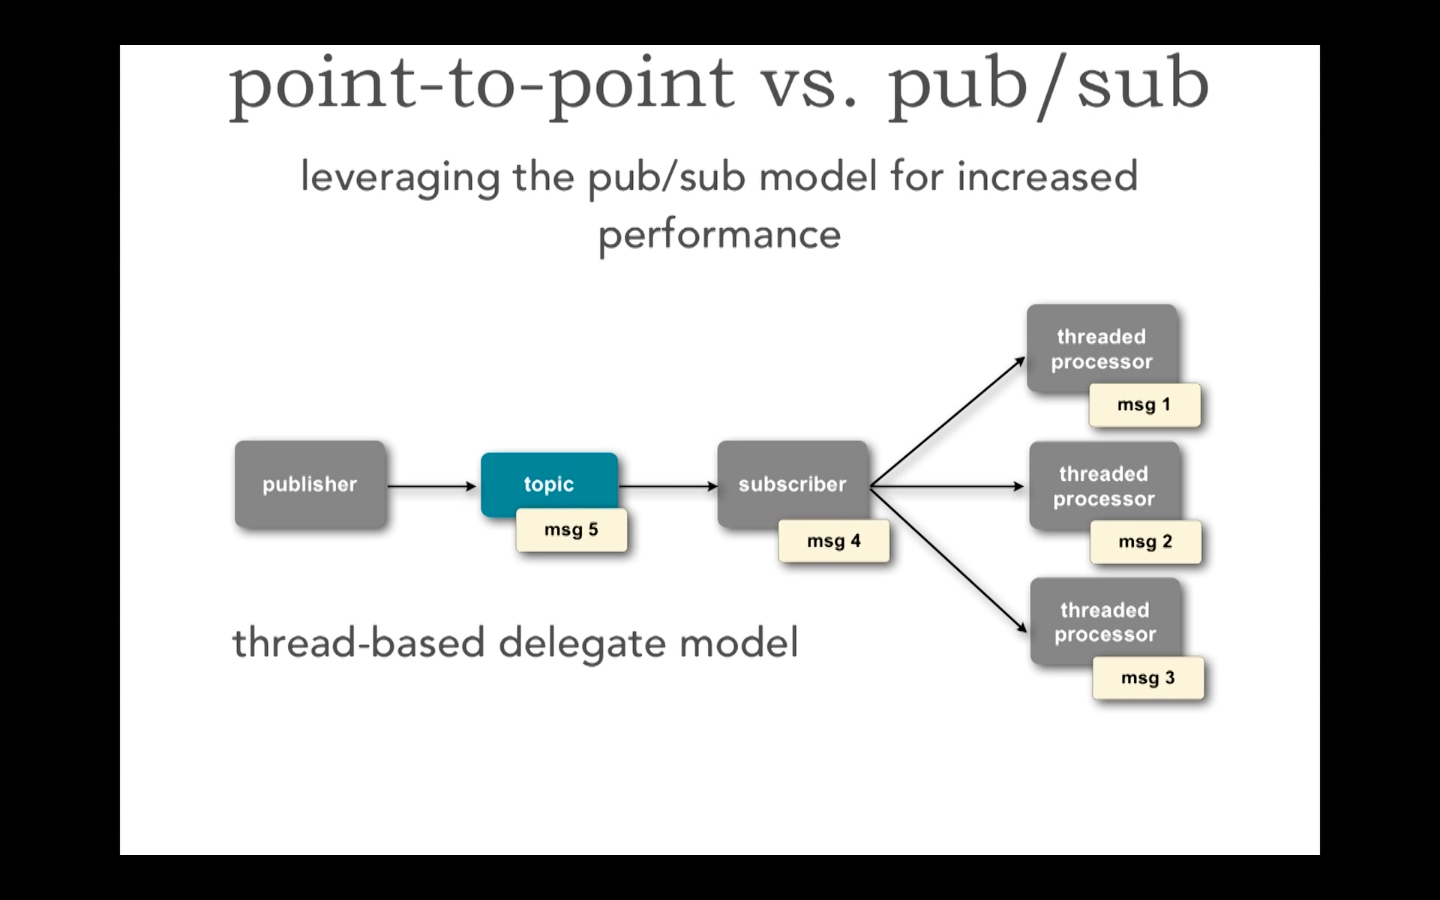 point-to-point vs. pub/sub
leveraging the pub/sub model for increased
performance
publisher
topic
msg 5
subscriber
msg 4
threaded
processor
msg 1
threaded
processor
msg 2
threaded
processor
msg 3
thread-based delegate model